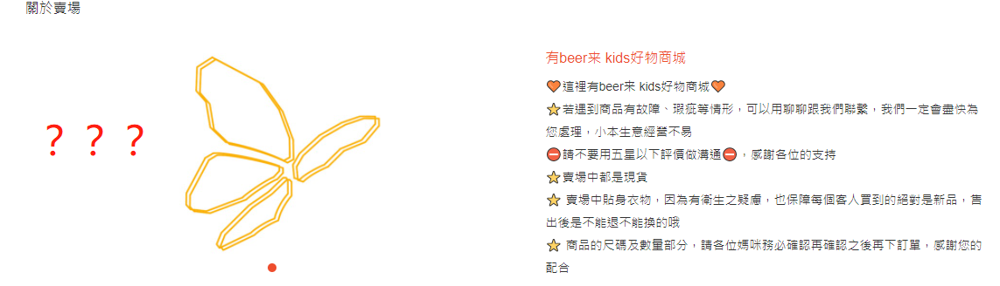 關於賣場
？？？
有beer来 kids好物商城
🧡這裡有beer来 kids好物商城🧡
⭐若遇到商品有故障、瑕疵等情形，可以用聊聊跟我們聯繫，我們一定會盡快為
您處理，小本生意經營不易
⛔請不要用五星以下評價做溝通⛔，感謝各位的支持
⭐賣場中都是現貨
⭐ 賣場中貼身衣物，因為有衛生之疑慮，也保障每個客人買到的絕對是新品，售
出後是不能退不能換的哦
⭐ 商品的尺碼及數量部分，請各位媽咪務必確認再確認之後再下訂單，感謝您的
配合